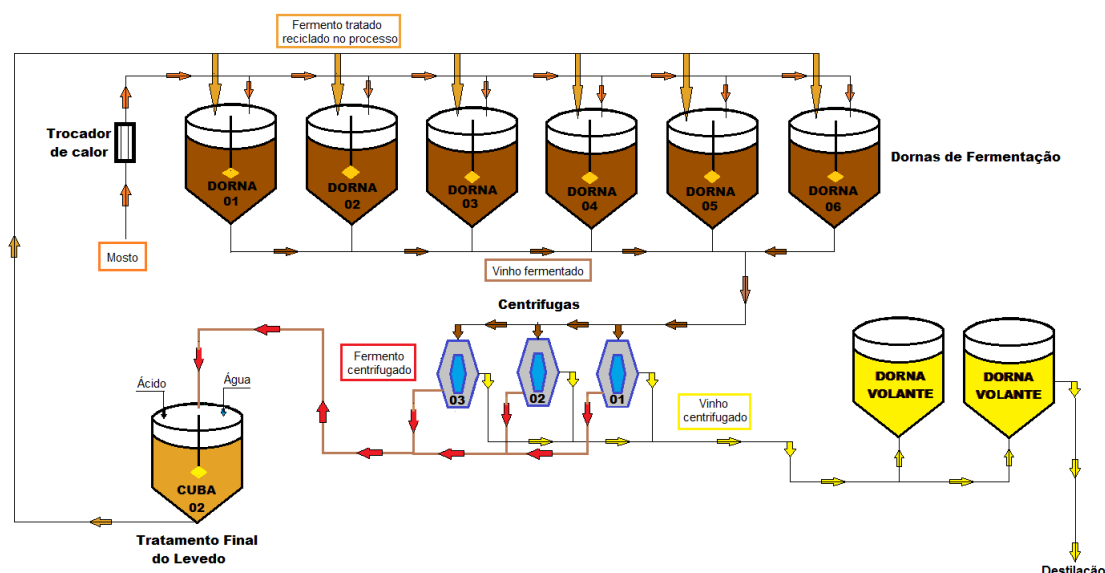 Fermento tratado
reciclado no processo
Trocador
de calor
DORNA
01
DORNA
02
DORNA
03
DORNA
04
DORNA
05
DORNA
06
Dornas de Fermentação
Mosto
Vinho fermentado
Centrifugas
Fermento
centrifugado
03
02
01
Vinho
centrifugado
DORNA
VOLANTE
DORNA
VOLANTE
Ácido
Água
CUBA
02
Tratamento Final
do Levedo
Destilação